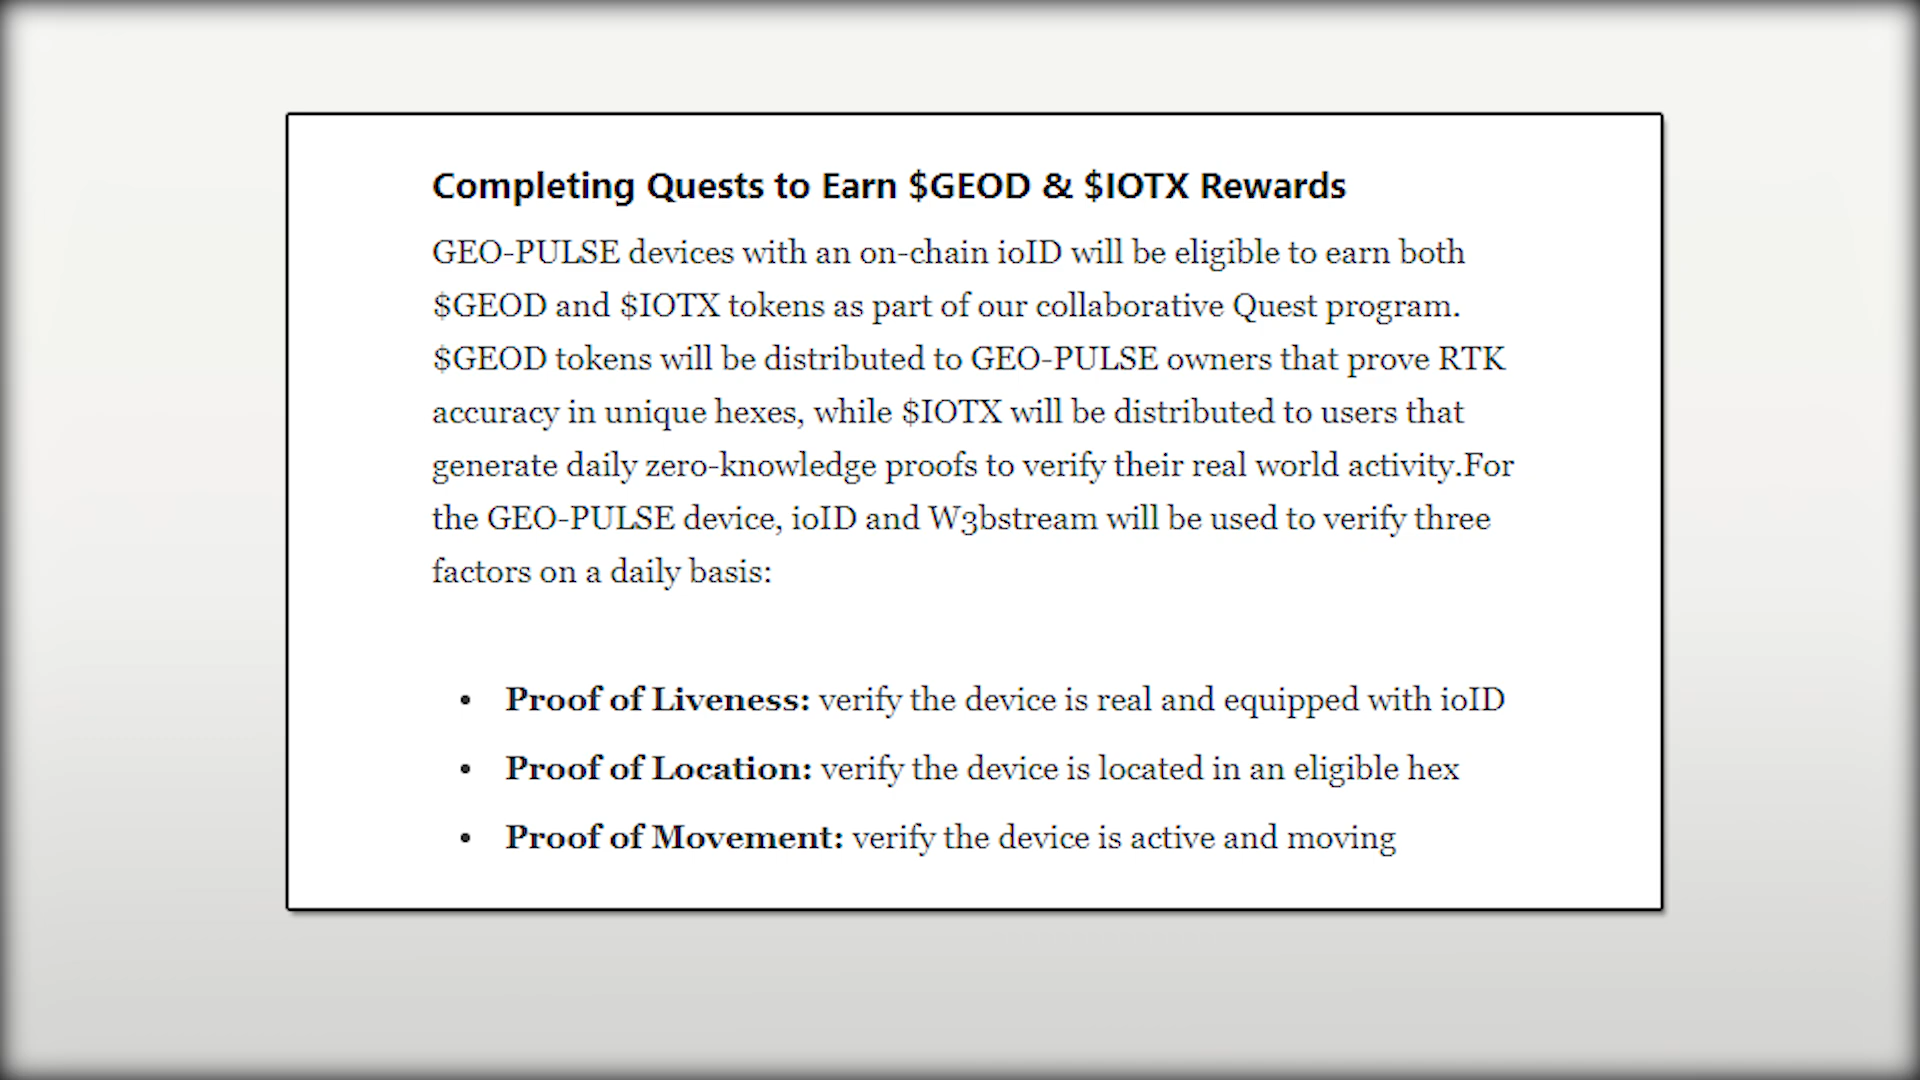 Completing Quests to Earn $GEOD & $IOTX Rewards
GEO-PULSE devices with an on-chain ioID will be eligible to earn both
$GEOD and $IOTX tokens as part of our collaborative Quest program.
$GEOD tokens will be distributed to GEO-PULSE owners that prove RTK
accuracy in unique hexes, while $IOTX will be distributed to users that
generate daily zero-knowledge proofs to verify their real world activity.For
the GEO-PULSE device, ioID and W3bstream will be used to verify three
factors on a daily basis:
• Proof of Liveness: verify the device is real and equipped with ioID
• Proof of Location: verify the device is located in an eligible hex
• Proof of Movement: verify the device is active and moving